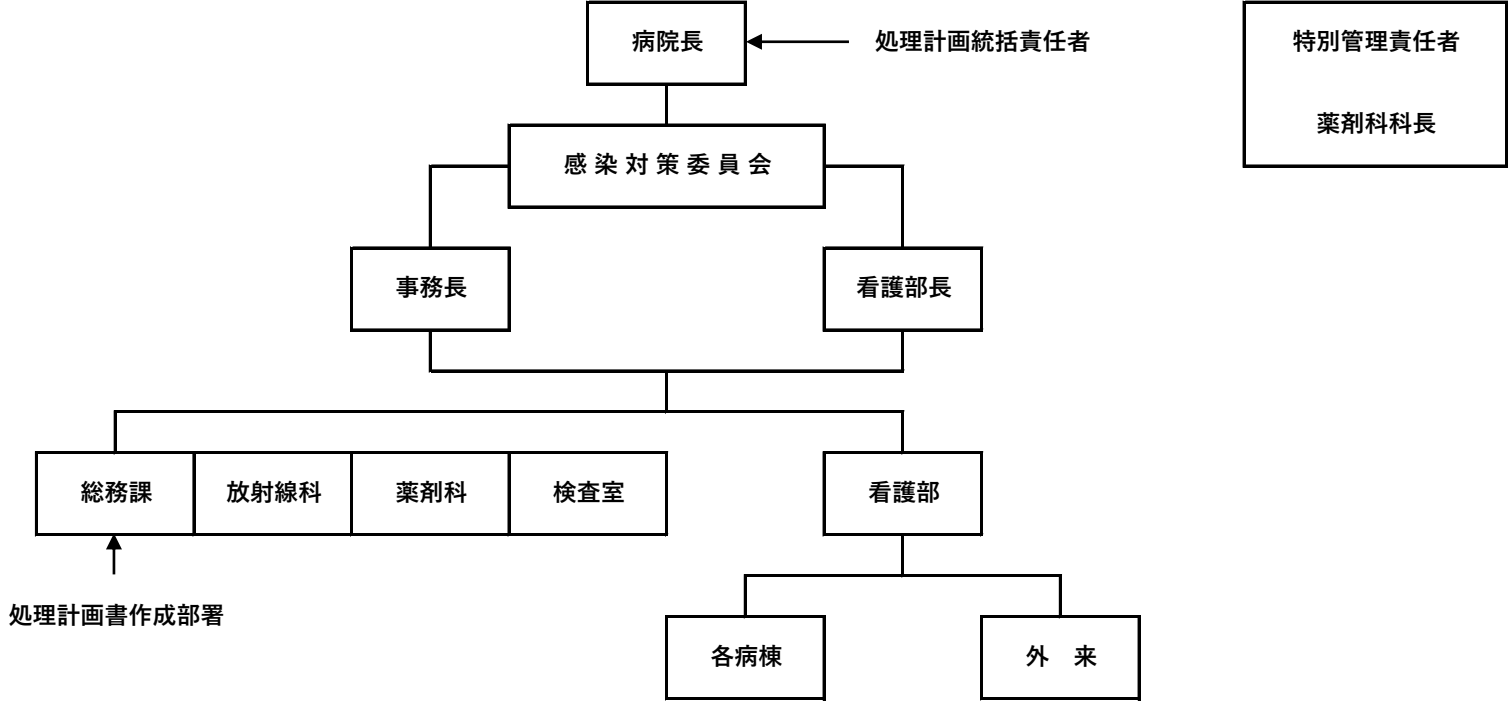 病院長
処理計画統括責任者
特別管理責任者
薬剤科科長
感 染 対 策 委 員 会
事務長
看護部長
総務課
放射線科
薬剤科
検査室
看護部
処理計画書作成部署
各病棟
外　来